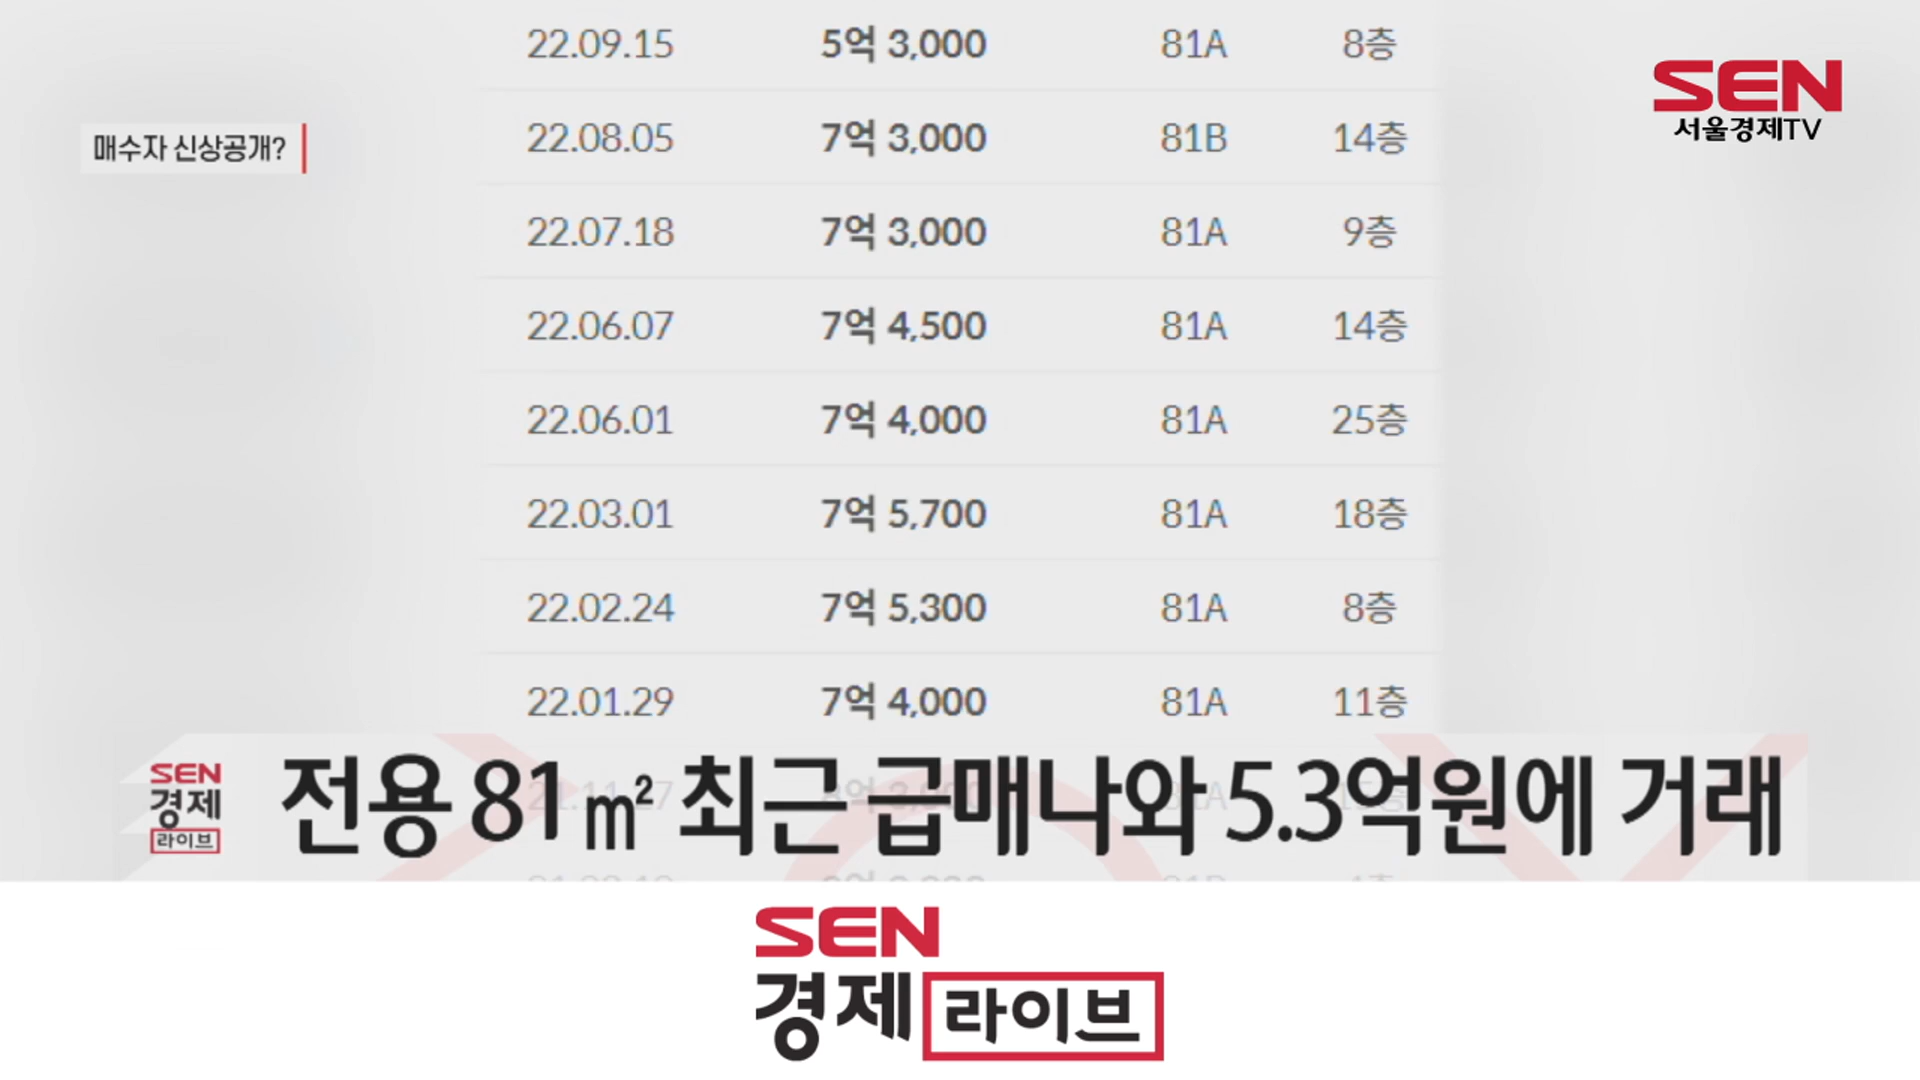 22.09.15 5억 3,000 81A 8층
SEN
서울경제TV
매수자 신상공개?
22.08.05 7억 3,000 81B 14층
22.07.18 7억 3,000 81A 9층
22.06.07 7억 4,500 81A 14층
22.06.01 7억 4,000 81A 25층
22.03.01 7억 5,700 81A 18층
22.02.24 7억 5,300 81A 8층
22.01.29 7억 4,000 81A 11층
SEN
경제
라이브
전용 81㎡ 최근 급매나와 5.3억원에 거래
SEN
경제 라이브